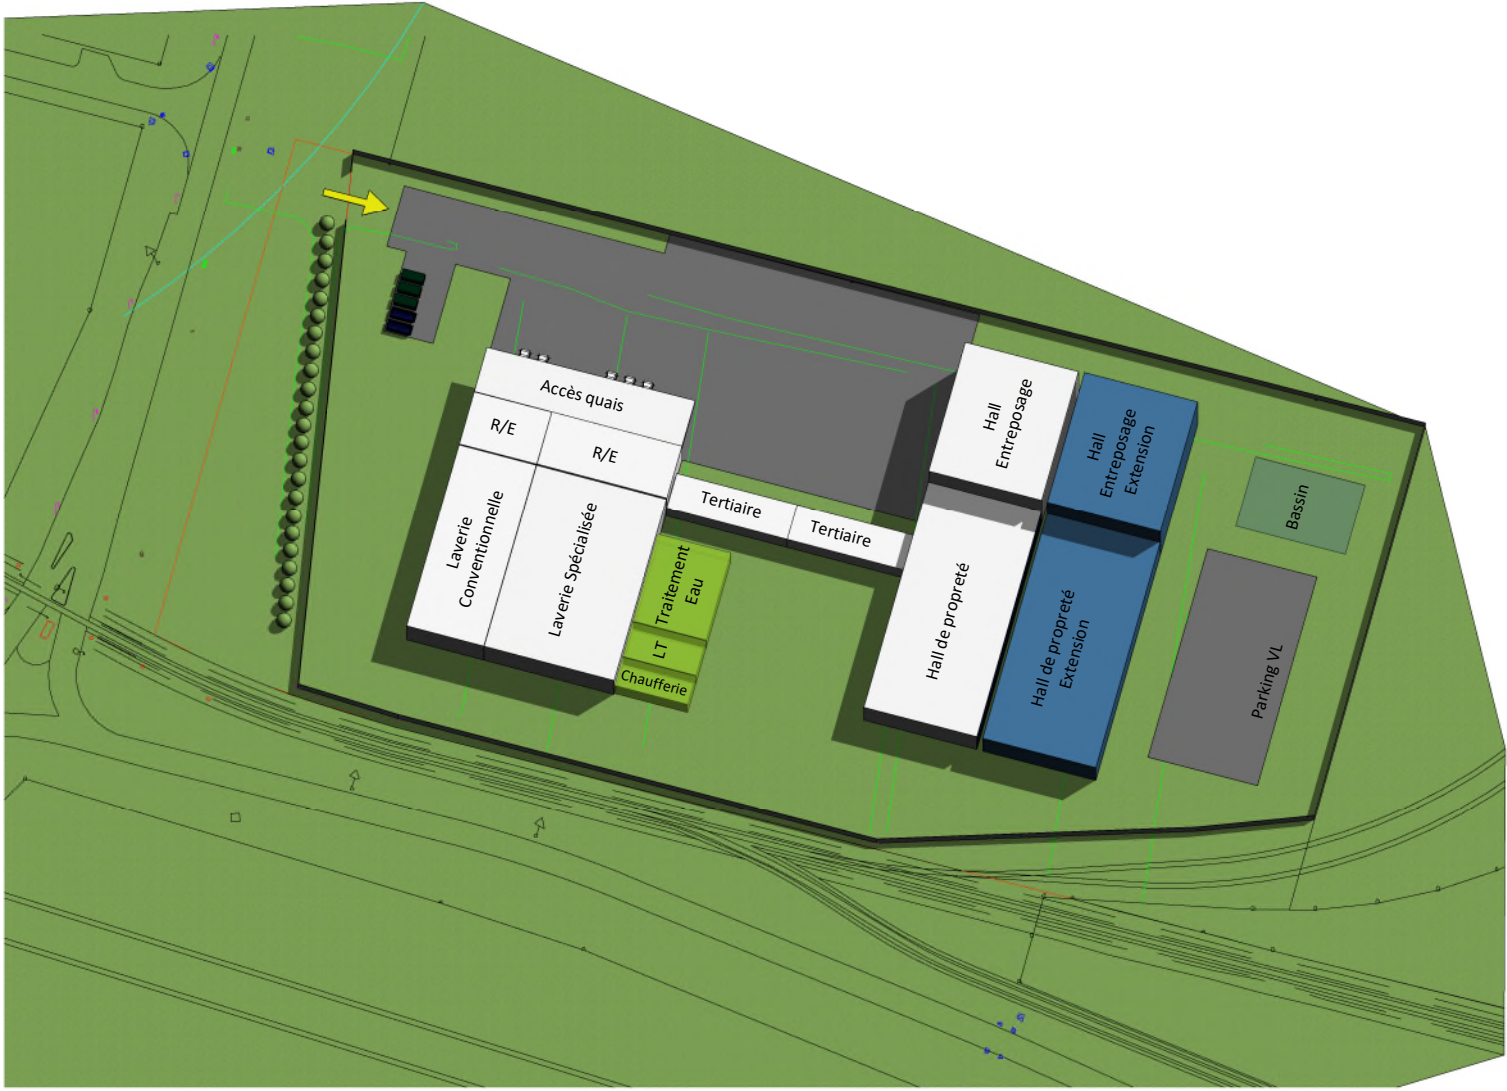 Accès quais
R/E
R/E
Laverie
Conventionnelle
Laverie Spécialisée
Tertiaire
Tertiaire
Traitement
Eau
LT
Chaufferie
Hall
Entreposage
Hall
Entreposage
Extension
Hall de propreté
Hall de propreté
Extension
Bassin
Parking VL